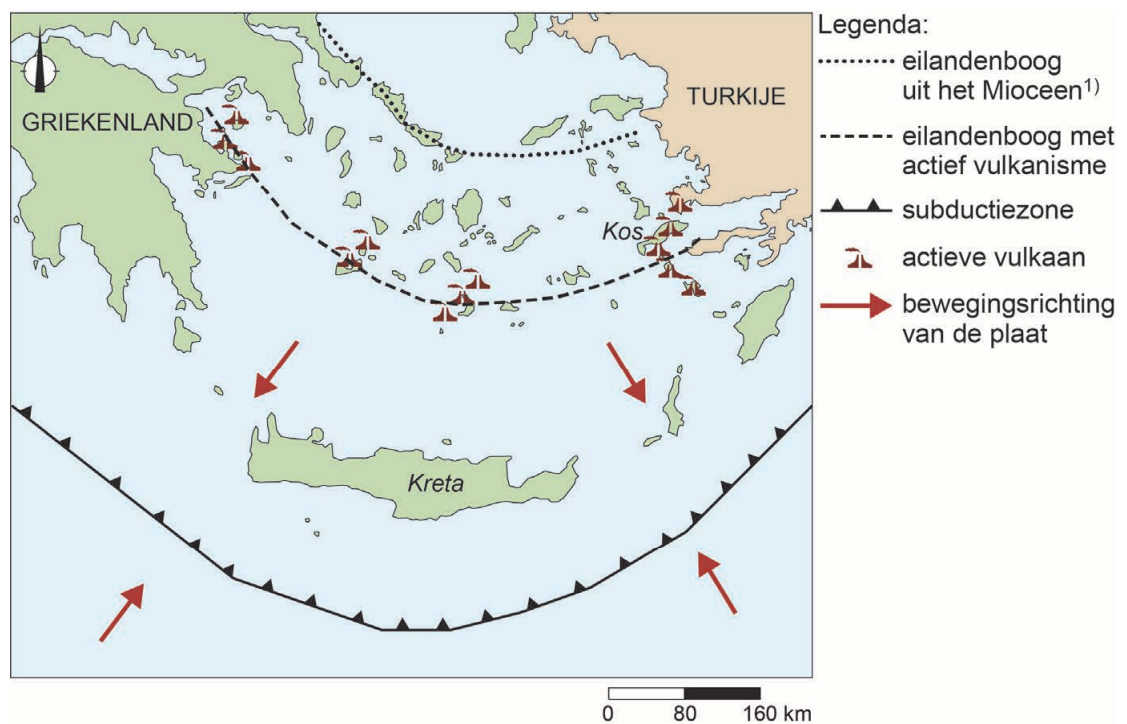 Legenda:
eilandenboog
uit het Mioceen1)
eilandenboog met
actief vulkanisme
subductiezone
actieve vulkaan
bewegingsrichting
van de plaat
GRIEKENLAND
TURKIJE
Kos
Kreta
0 80 160 km